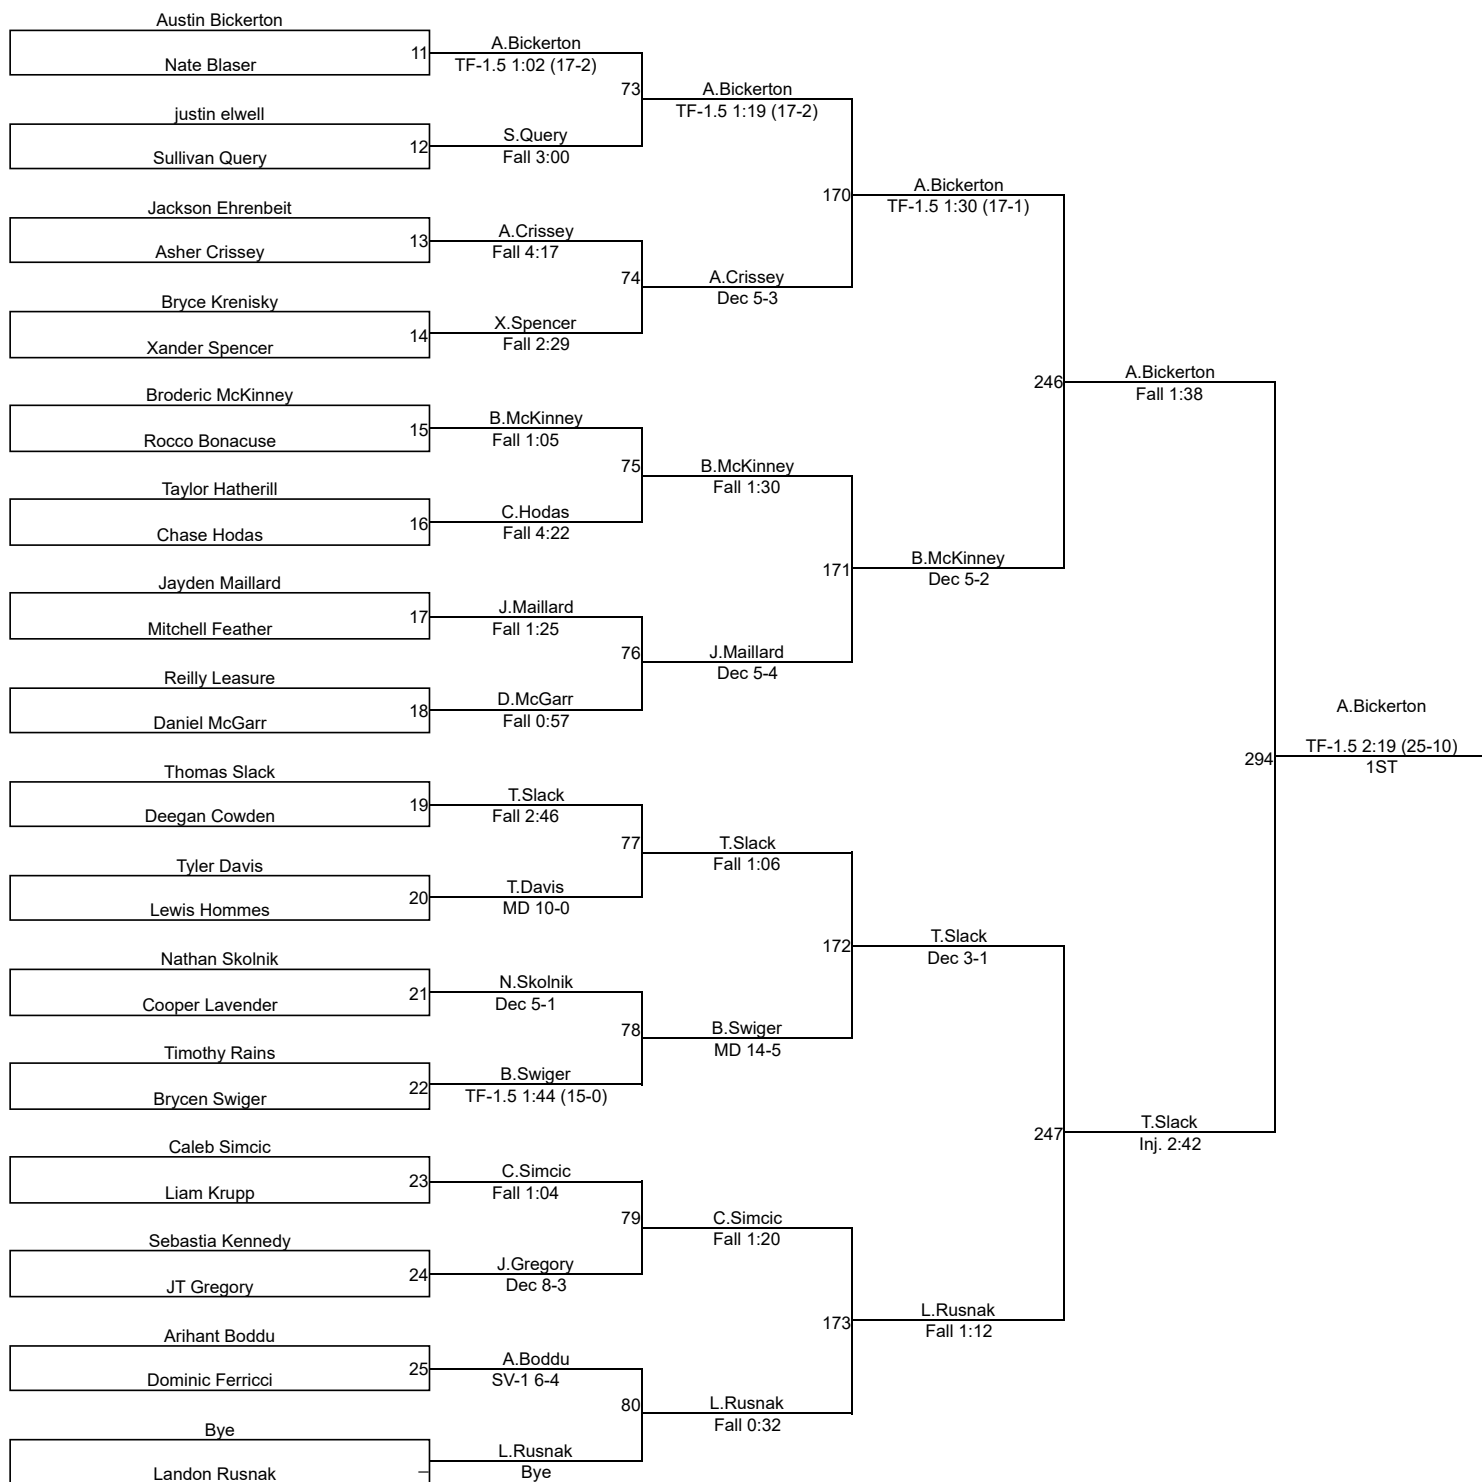 Austin Bickerton
11
Nate Blaser
A.Bickerton
TF-1.5 1:02 (17-2)
73
A.Bickerton
TF-1.5 1:19 (17-2)
justin elwell
12
Sullivan Query
S.Query
Fall 3:00
170
A.Bickerton
TF-1.5 1:30 (17-1)
Jackson Ehrenbeit
13
Asher Crissey
A.Crissey
Fall 4:17
74
A.Crissey
Dec 5-3
Bryce Krenisky
14
Xander Spencer
X.Spencer
Fall 2:29
246
A.Bickerton
Fall 1:38
Broderic McKinney
15
Rocco Bonacuse
B.McKinney
Fall 1:05
75
B.McKinney
Fall 1:30
Taylor Hatherill
16
Chase Hodas
C.Hodas
Fall 4:22
171
B.McKinney
Dec 5-2
Jayden Maillard
17
Mitchell Feather
J.Maillard
Fall 1:25
76
J.Maillard
Dec 5-4
Reilly Leasure
18
Daniel McGarr
D.McGarr
Fall 0:57
A.Bickerton
294
TF-1.5 2:19 (25-10)
1ST
Thomas Slack
19
Deegan Cowden
T.Slack
Fall 2:46
77
T.Slack
Fall 1:06
Tyler Davis
20
Lewis Hommes
T.Davis
MD 10-0
172
T.Slack
Dec 3-1
Nathan Skolnik
21
Cooper Lavender
N.Skolnik
Dec 5-1
78
B.Swiger
MD 14-5
Timothy Rains
22
Brycen Swiger
B.Swiger
TF-1.5 1:44 (15-0)
247
T.Slack
Inj. 2:42
Caleb Simcic
23
Liam Krupp
C.Simcic
Fall 1:04
79
C.Simcic
Fall 1:20
Sebastia Kennedy
24
JT Gregory
J.Gregory
Dec 8-3
173
L.Rusnak
Fall 1:12
Arihant Boddu
25
Dominic Ferricci
A.Boddu
SV-1 6-4
80
L.Rusnak
Fall 0:32
Bye
Landon Rusnak
L.Rusnak
Bye